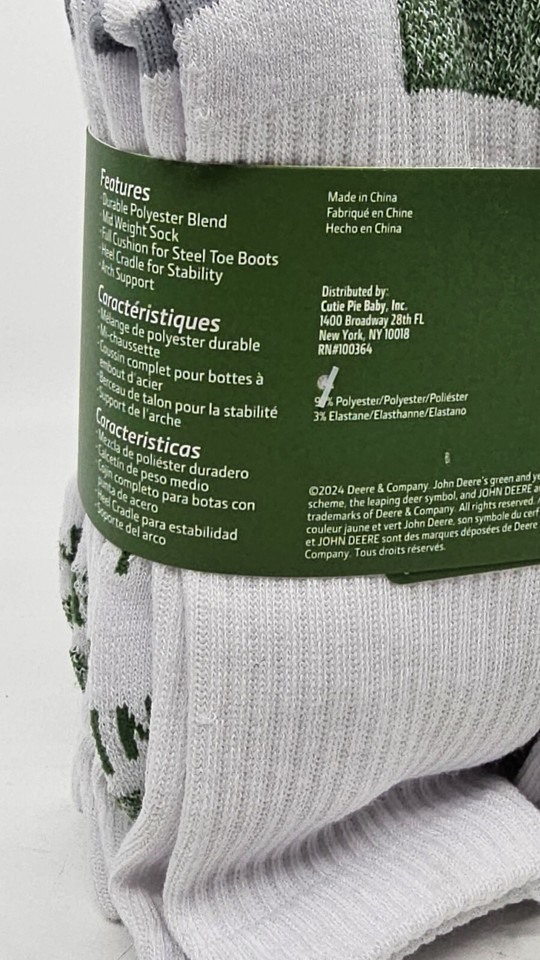 Features
·Durable Polyester Blend
·Mid Weight Sock
·Full Cushion for Steel Toe Boots
·Heel Cradle for Stability
·Arch Support
Caractéristiques
·Mélange de polyester durable
·Mi-chaussette
·Coussin complet pour bottes à
embout d'acier
·Berceau de talon pour la stabilité
·Support de l'arche
Caracteristicas
·Mezcla de poliéster duradero
·Calcetín de peso medio
·Cojín completo para botas con
punta de acero
·Heel Cradle para estabilidad
·Soporte del arco
Made in China
Fabriqué en Chine
Hecho en China
Distributed by:
Cutie Pie Baby, Inc.
1400 Broadway 28th FL
New York, NY 10018
RN#100364
% Polyester/Polyester/Poliéster
3% Elastane/Elasthanne/Elastano
©2024 Deere & Company. John Deere's green and
scheme, the leaping deer symbol, and JOHN DEERE
trademarks of Deere & Company. All rights reserved.
couleur jaune et vert John Deere, son symbole du cerf
et JOHN DEERE sont des marques déposées de Deere
Company. Tous droits réservés.